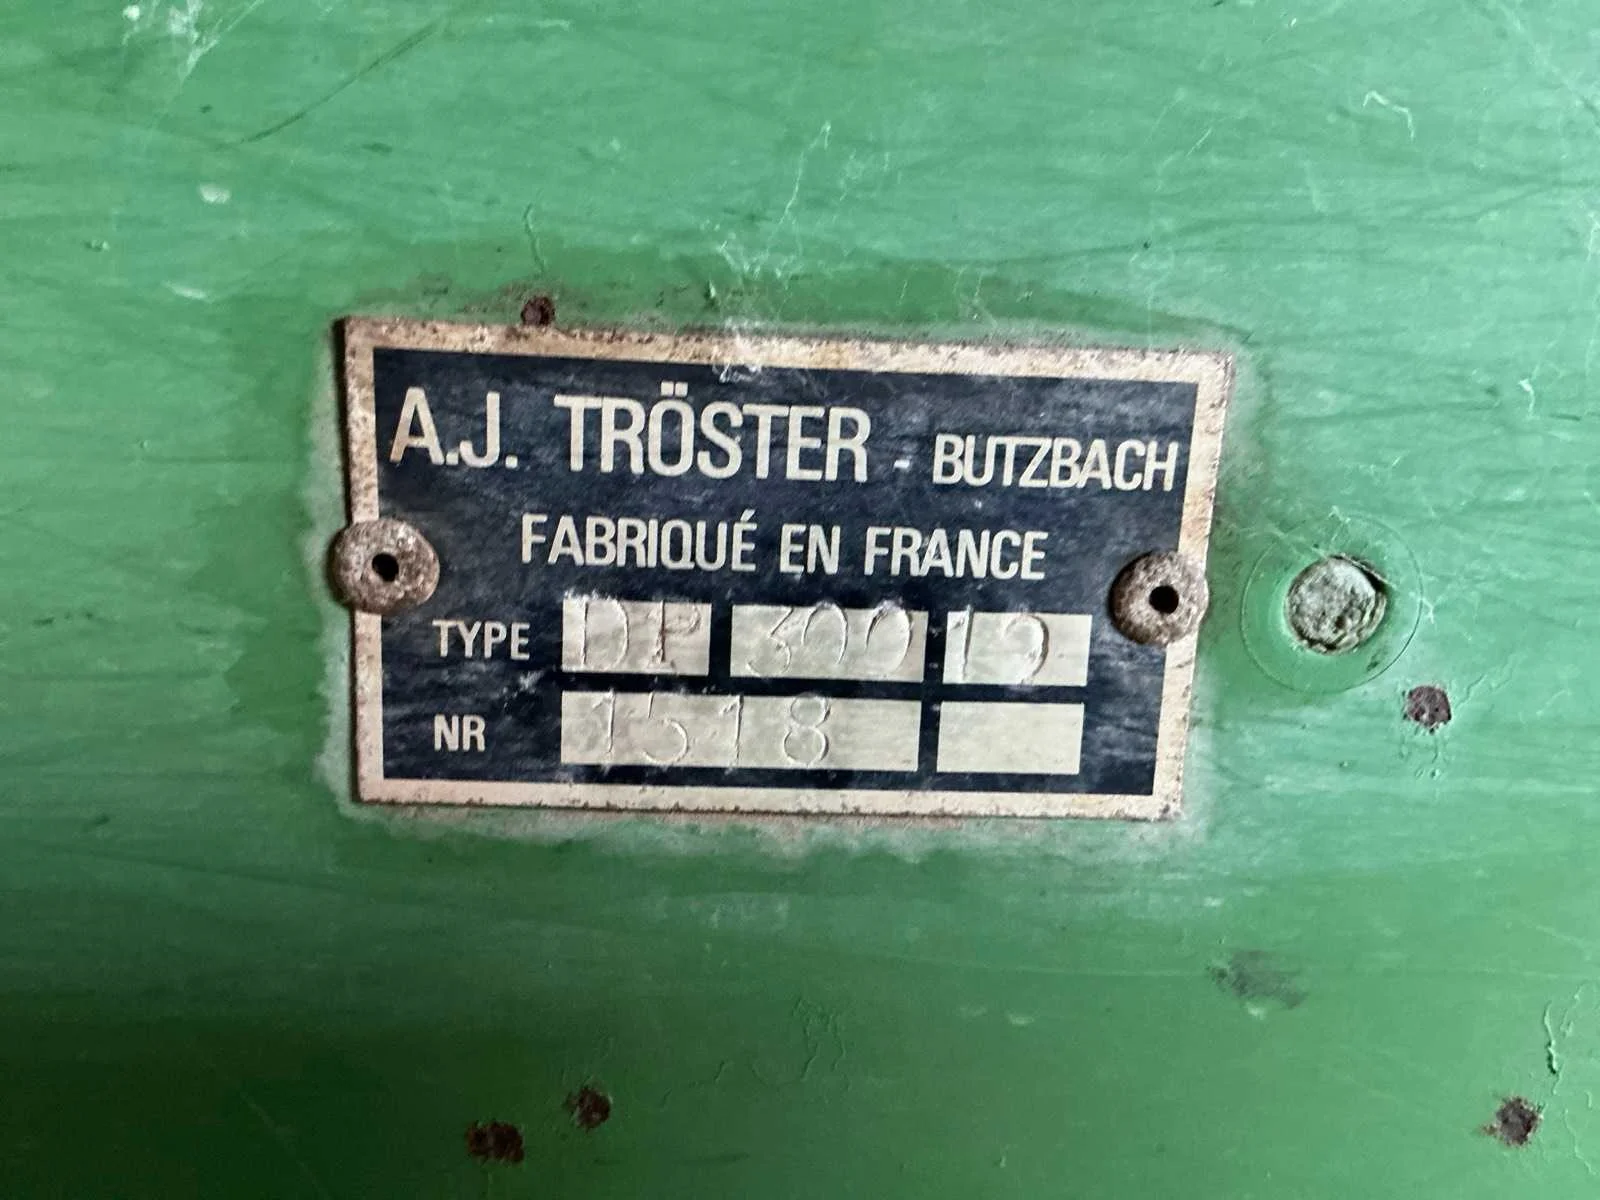 A.J. TRÖSTER - BUTZBACH
FABRIQUÉ EN FRANCE
TYPE DP 300
NR 1518